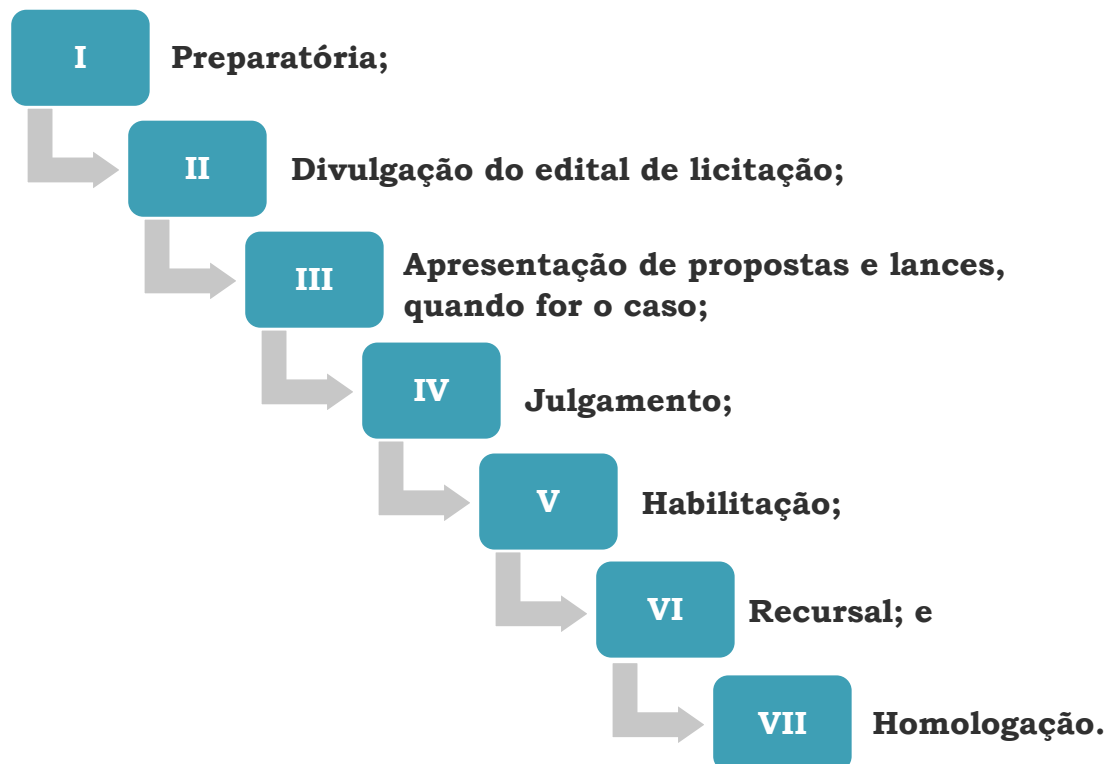 I
Preparatória;
II
Divulgação do edital de licitação;
III
Apresentação de propostas e lances,
quando for o caso;
IV
Julgamento;
V
Habilitação;
VI
Recursal; e
VII
Homologação.